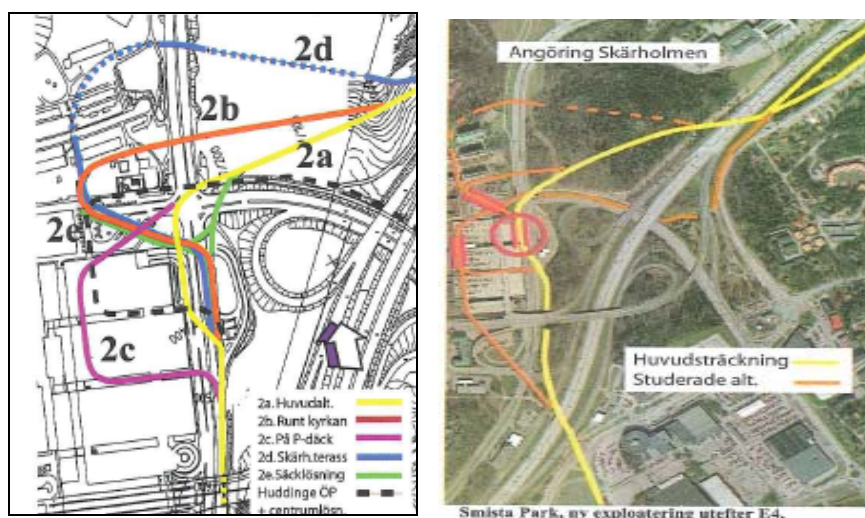 2d
2b
2a
2e
2c
2a. Huvudalt.
2b. Runt kyrkan
2c. På P-däck
2d. Skärh.terass
2e. Säcklösning
Huddinge ÖP
+ centrumlösn.
Angöring Skärholmen
Huvudsträckning
Studerade alt.
Smista Park, ny exploatering utefter E4.